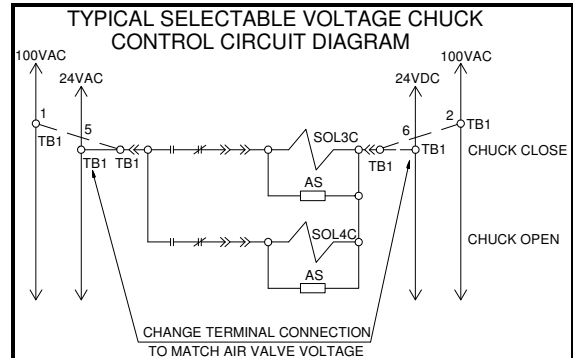 TYPICAL SELECTABLE VOLTAGE CHUCK
CONTROL CIRCUIT DIAGRAM
100VAC
100VAC
24VAC
24VDC
1
2
5
6
TB1
TB1
SOL3C
TB1
TB1
TB1
TB1
CHUCK CLOSE
AS
SOL4C
CHUCK OPEN
AS
CHANGE TERMINAL CONNECTION
TO MATCH AIR VALVE VOLTAGE